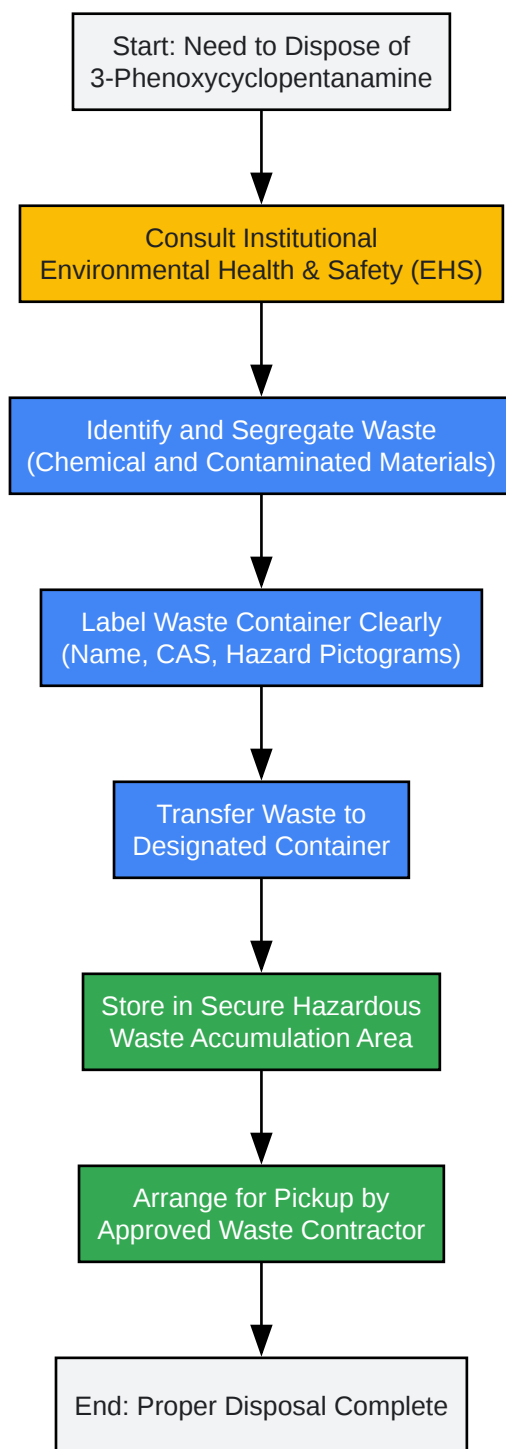 Start: Need to Dispose of
3-Phenoxycyclopentanamine
Consult Institutional
Environmental Health & Safety (EHS)
Identify and Segregate Waste
(Chemical and Contaminated Materials)
Label Waste Container Clearly
(Name, CAS, Hazard Pictograms)
Transfer Waste to
Designated Container
Store in Secure Hazardous
Waste Accumulation Area
Arrange for Pickup by
Approved Waste Contractor
End: Proper Disposal Complete